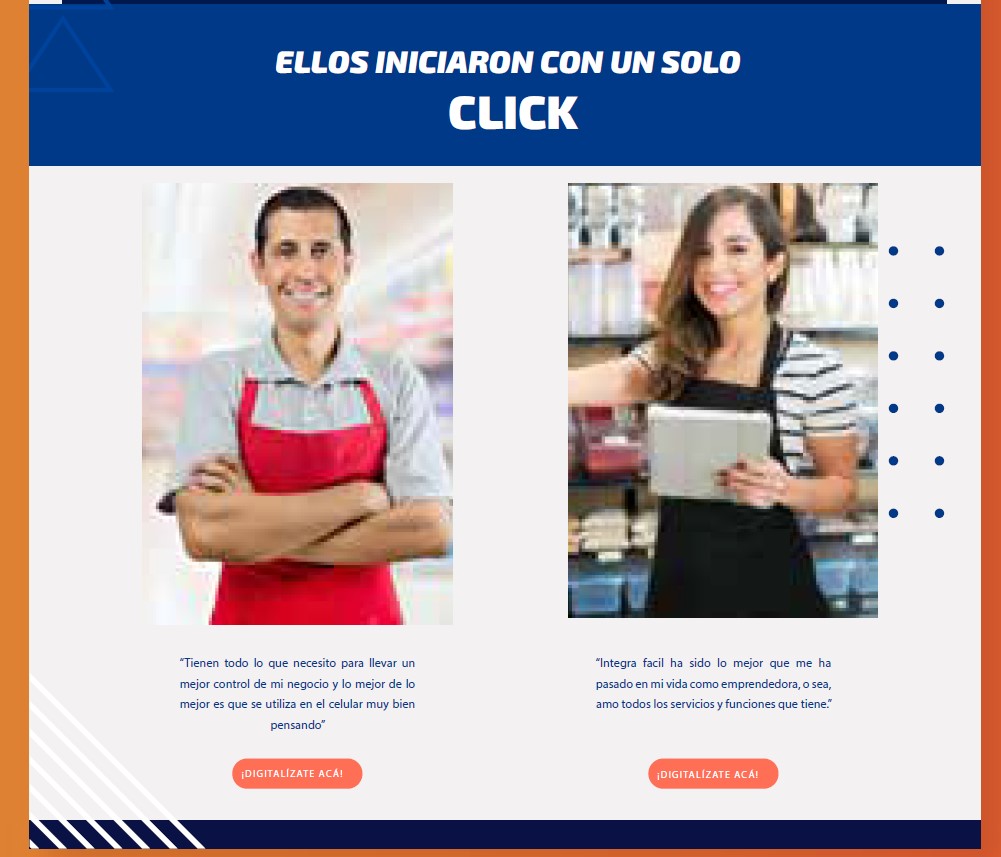 ELLOS INICIARON CON UN SOLO
CLICK
“Tienen todo lo que necesito para llevar un
mejor control de mi negocio y lo mejor de lo
mejor es que se utiliza en el celular muy bien
pensando”
¡DIGITALÍZATE ACÁ!
“Integra facil ha sido lo mejor que me ha
pasado en mi vida como emprendedora, o sea,
amo todos los servicios y funciones que tiene.”
¡DIGITALÍZATE ACÁ!